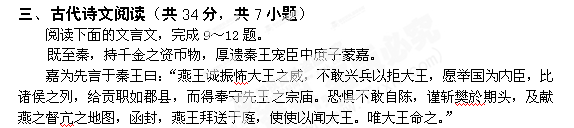 三、古代诗文阅读（共 34 分，共 7 小题）
阅读下面的文言文，完成 9～12 题。
既至秦，持千金之资币物，厚遗秦王宠臣中庶子蒙嘉。
嘉为先言于秦王曰：“燕王诚振怖大王之威，不敢兴兵以拒大王，愿举国为内臣，比
诸侯之列，给贡职如郡县，而得奉守先王之宗庙。恐惧不敢自陈，谨斩樊於期头，及献
燕之督亢之地图，函封，燕王拜送于庭，使使以闻大王。唯大王命之。”